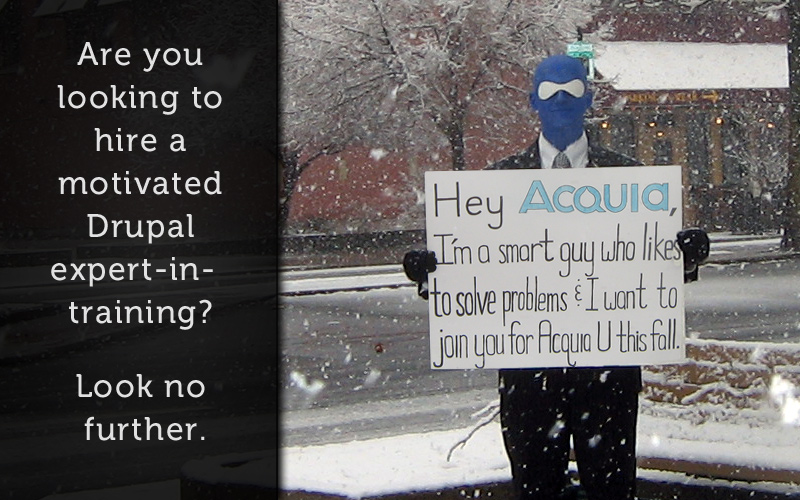 Are you
looking to
hire a
motivated
Drupal
expert-in-
training?
Look no
further.
Hey Acquia,
I'm a smart guy who likes
to solve problems & I want to
join you for Acquia U this fall.